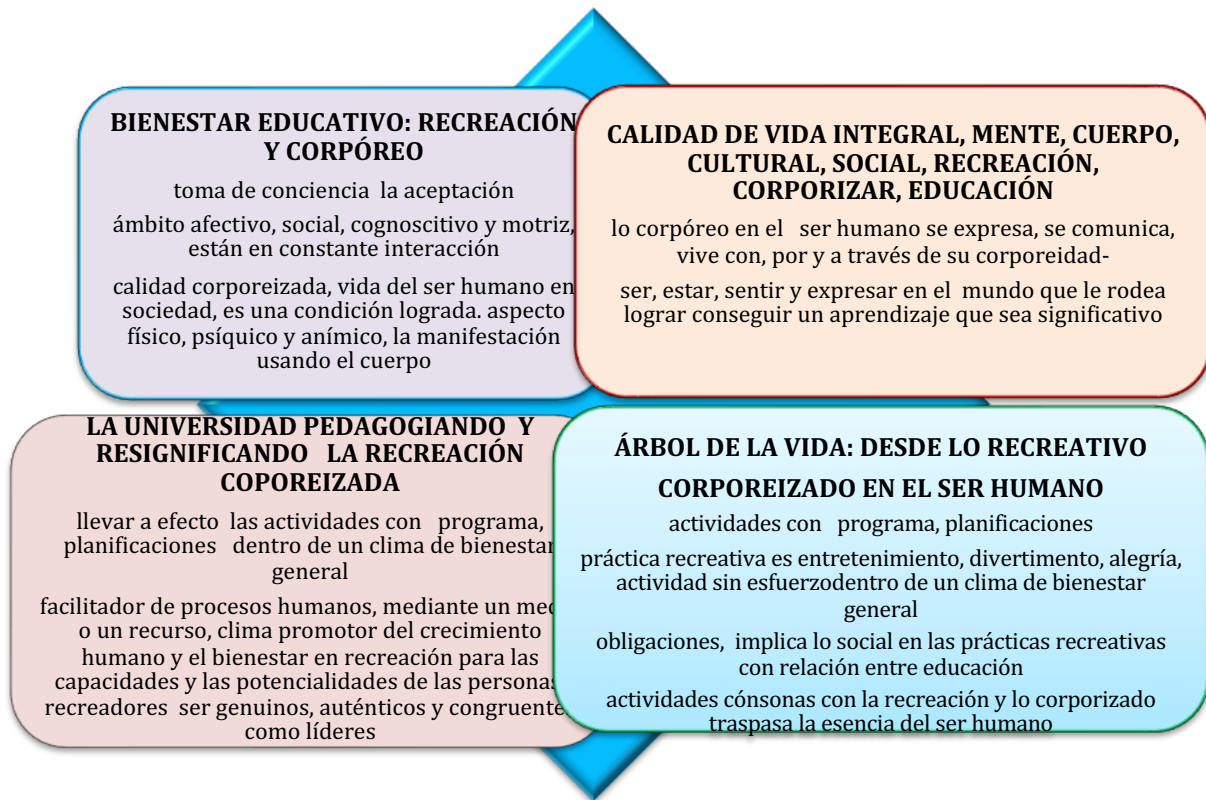 BIENESTAR EDUCATIVO: RECREACIÓN
Y CORPÓREO
toma de conciencia la aceptación
ámbito afectivo, social, cognoscitivo y motriz,
están en constante interacción
calidad corporeizada, vida del ser humano en
sociedad, es una condición lograda. aspecto
físico, psíquico y anímico, la manifestación
usando el cuerpo
CALIDAD DE VIDA INTEGRAL, MENTE, CUERPO,
CULTURAL, SOCIAL, RECREACIÓN,
CORPORIZAR, EDUCACIÓN
lo corpóreo en el ser humano se expresa, se comunica,
vive con, por y a través de su corporeidad-
ser, estar, sentir y expresar en el mundo que le rodea
lograr conseguir un aprendizaje que sea significativo
LA UNIVERSIDAD PEDAGOGIANDO Y
RESIGNIFICANDO LA RECREACIÓN
COPOREIZADA
llevar a efecto las actividades con programa,
planificaciones dentro de un clima de bienestar
general
facilitador de procesos humanos, mediante un
o un recurso, clima promotor del crecimiento
humano y el bienestar en recreación para las
capacidades y las potencialidades de las personas
recreadores ser genuinos, auténticos y congruente
como líderes
ÁRBOL DE LA VIDA: DESDE LO RECREATIVO
CORPOREIZADO EN EL SER HUMANO
actividades con programa, planificaciones
práctica recreativa es entretenimiento, divertimento, alegría,
actividad sin esfuerzodentro de un clima de bienestar
general
obligaciones, implica lo social en las prácticas recreativas
con relación entre educación
actividades cónsonas con la recreación y lo corporizado
traspasa la esencia del ser humano